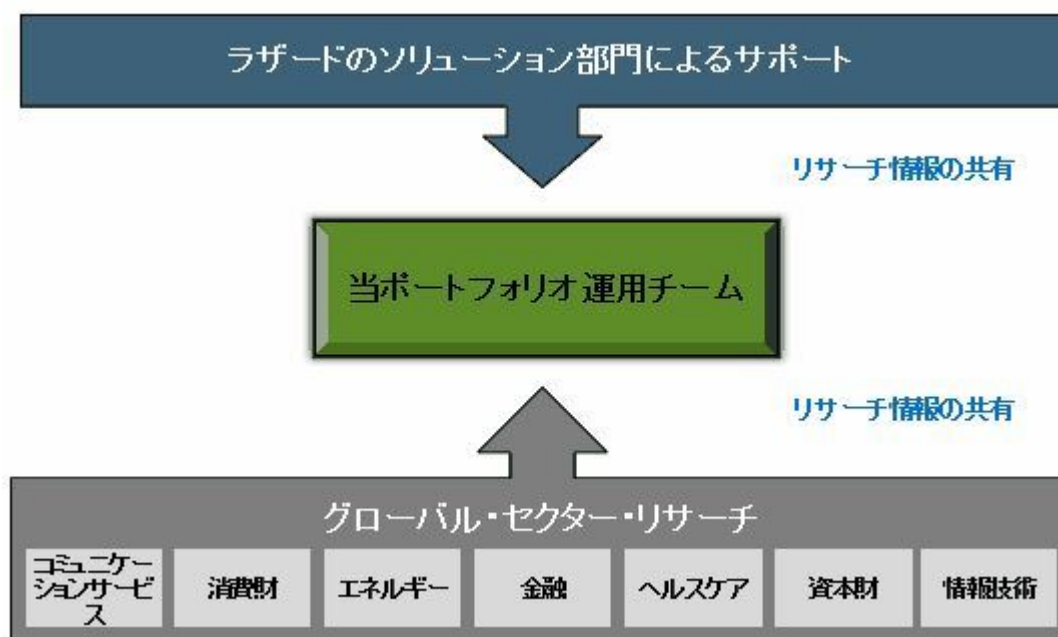 ラザードのソリューション部門によるサポート
リサーチ情報の共有
当ポートフォリオ運用チーム
リサーチ情報の共有
グローバル・セクター・リサーチ
コミュニケー
ションサービ
ス
消費財
エネルギー
金融
ヘルスケア
資本財
情報技術